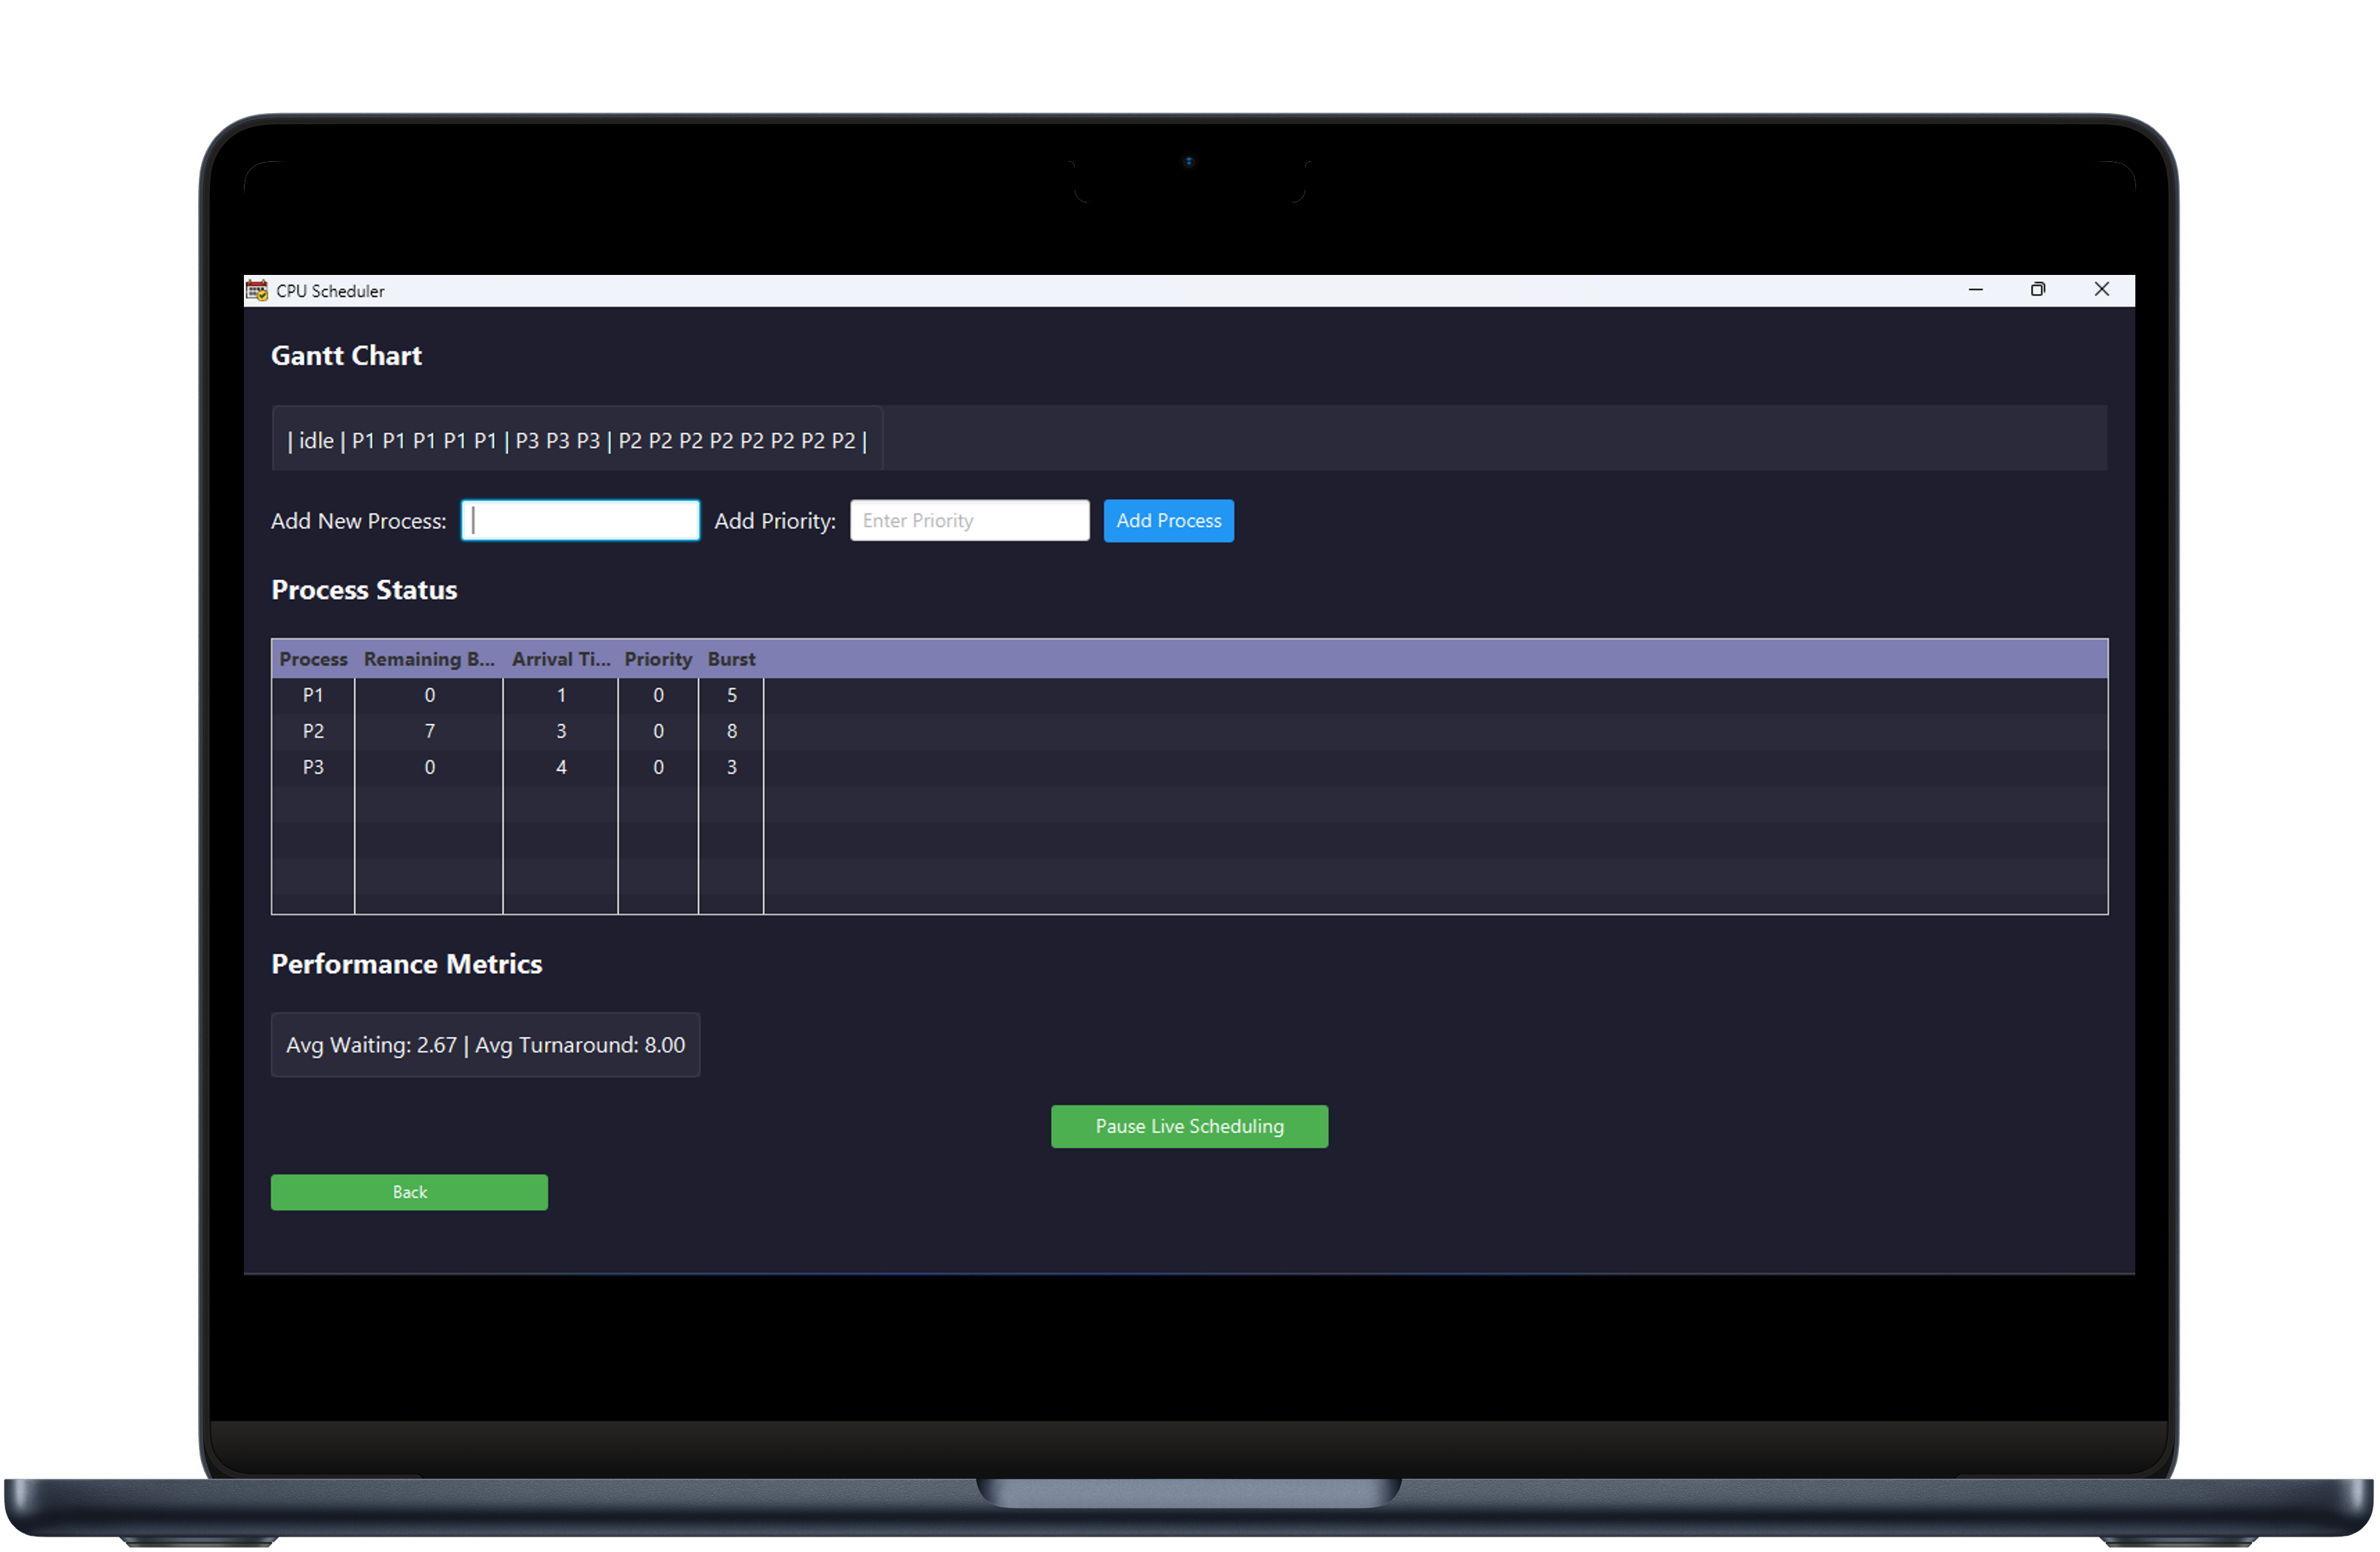 CPU Scheduler
Gantt Chart
| idle | P1 P1 P1 P1 P1 | P3 P3 P3 | P2 P2 P2 P2 P2 P2 P2 P2 |
Add New Process: Add Priority: Enter Priority Add Process
Process Status
Process Remaining B... Arrival Ti... Priority Burst
P1 0 1 0 5
P2 7 3 0 8
P3 0 4 0 3
Performance Metrics
Avg Waiting: 2.67 | Avg Turnaround: 8.00
Pause Live Scheduling
Back